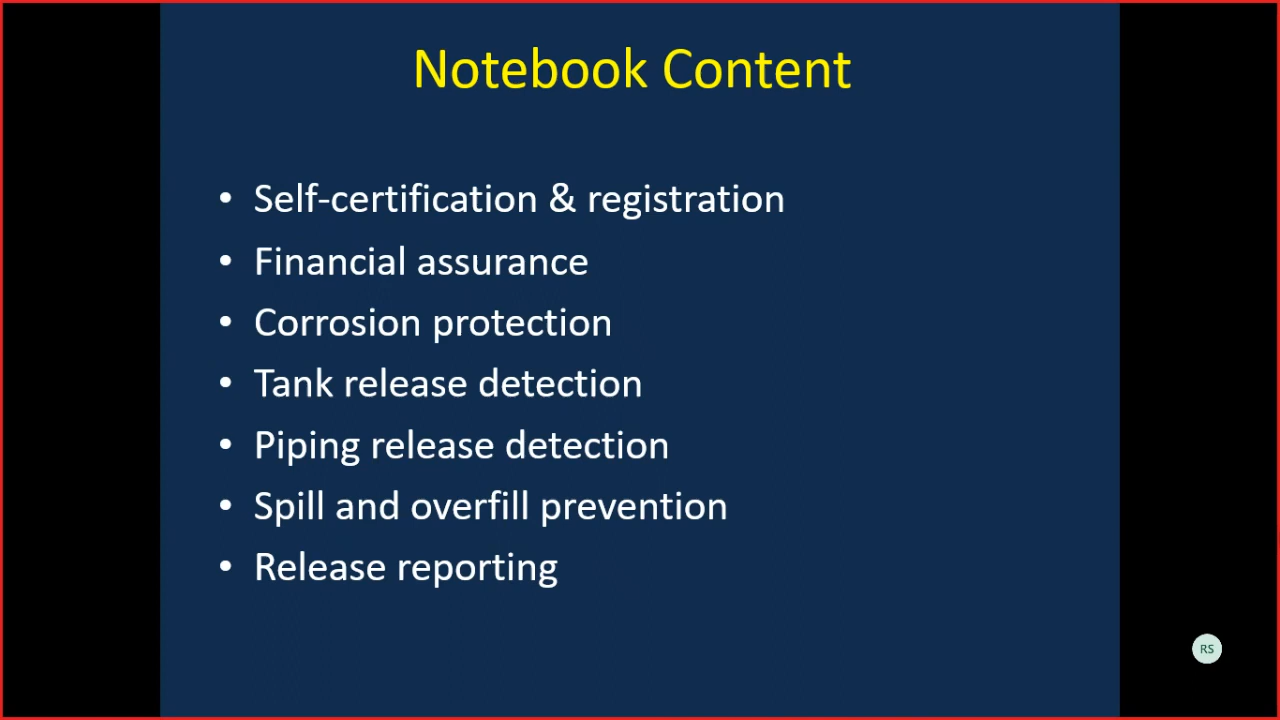 Notebook Content
• Self-certification & registration
• Financial assurance
• Corrosion protection
• Tank release detection
• Piping release detection
• Spill and overfill prevention
• Release reporting
RS